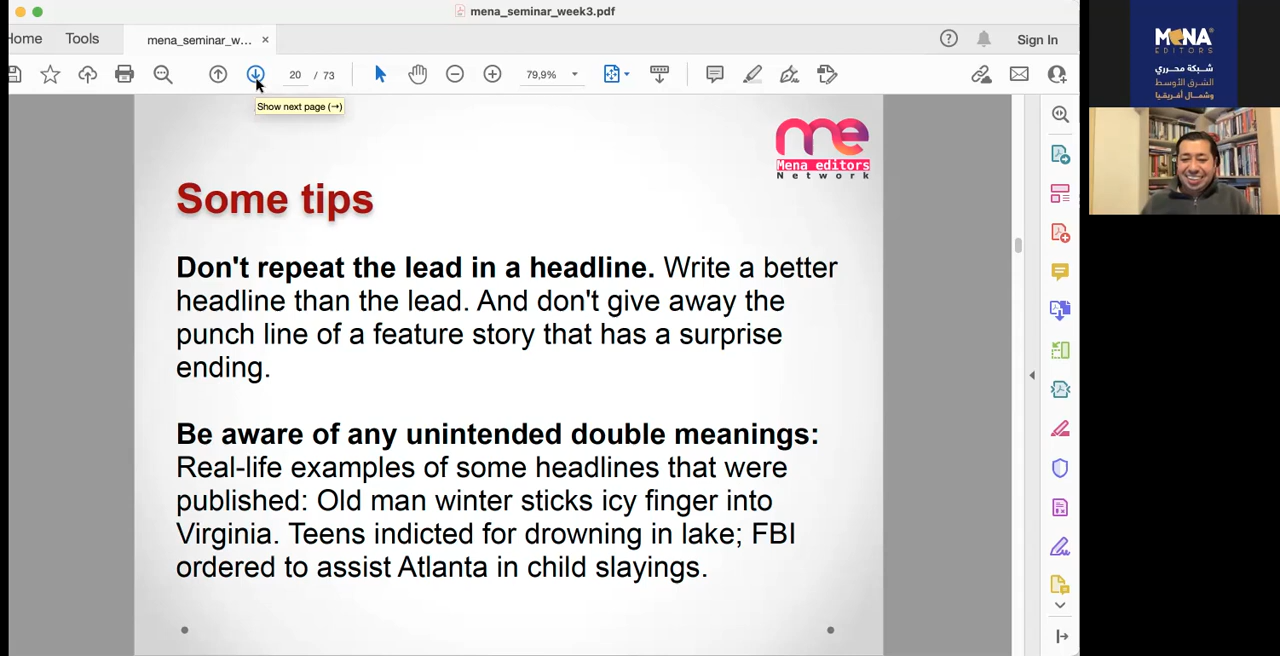 mena_seminar_week3.pdf
Home
Tools
mena_seminar_w...
Sign In
20 / 73
79,9%
Show next page (→)
me
Mena editors
Network
Some tips
Don't repeat the lead in a headline. Write a better
headline than the lead. And don't give away the
punch line of a feature story that has a surprise
ending.
Be aware of any unintended double meanings:
Real-life examples of some headlines that were
published: Old man winter sticks icy finger into
Virginia. Teens indicted for drowning in lake; FBI
ordered to assist Atlanta in child slayings.
MENA
EDITORS
شبكة محرري
الشرق الأوسط
وشمال أفريقيا